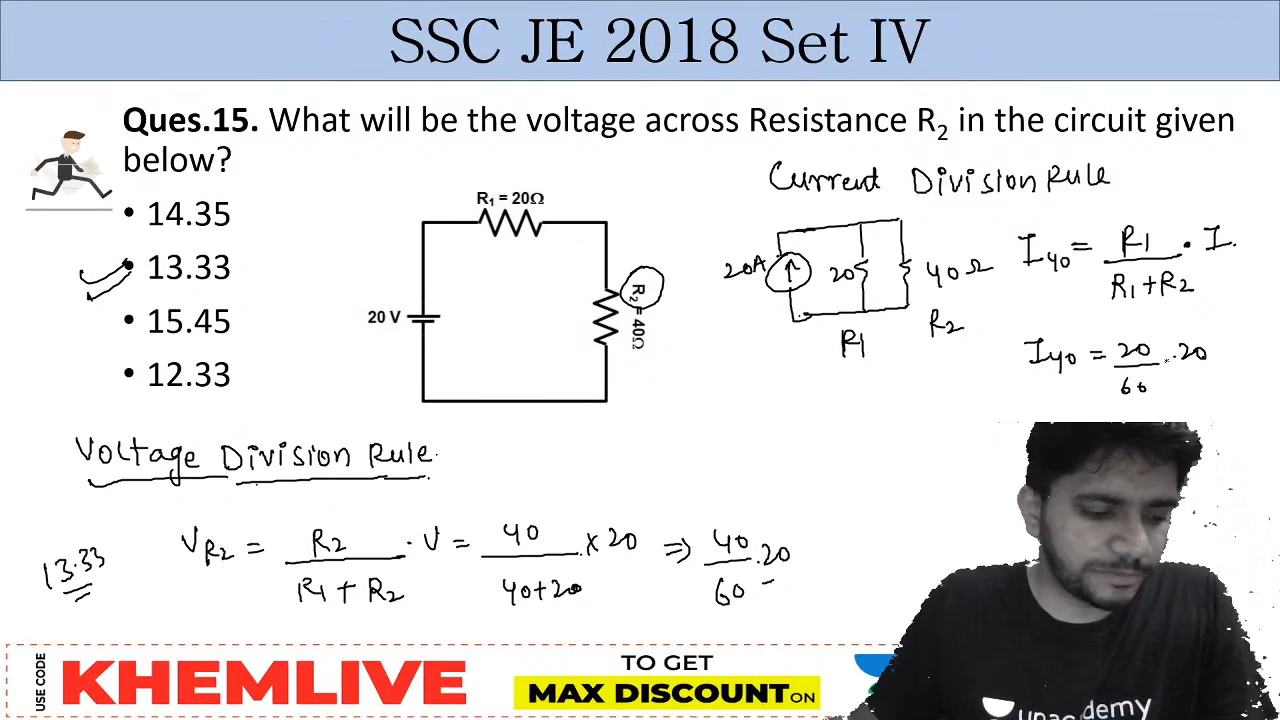 SSC JE 2018 Set IV
Ques.15. What will be the voltage across Resistance R₂ in the circuit given
below?
• 14.35
• 13.33
• 15.45
• 12.33
R₁ = 20Ω
20 V
R₂ = 40Ω
Current Division Rule
20A
20
40Ω
R1
R2
I40 = R1/(R1+R2) . I
I40 = 20/60 . 20
Voltage Division Rule
VR2 = R2/(R1 + R2) . V = 40/(40+20) × 20 ⇒ 40/60 . 20
13.33
USE CODE
KHEMLIVE
TO GET
MAX DISCOUNT ON
unacademy